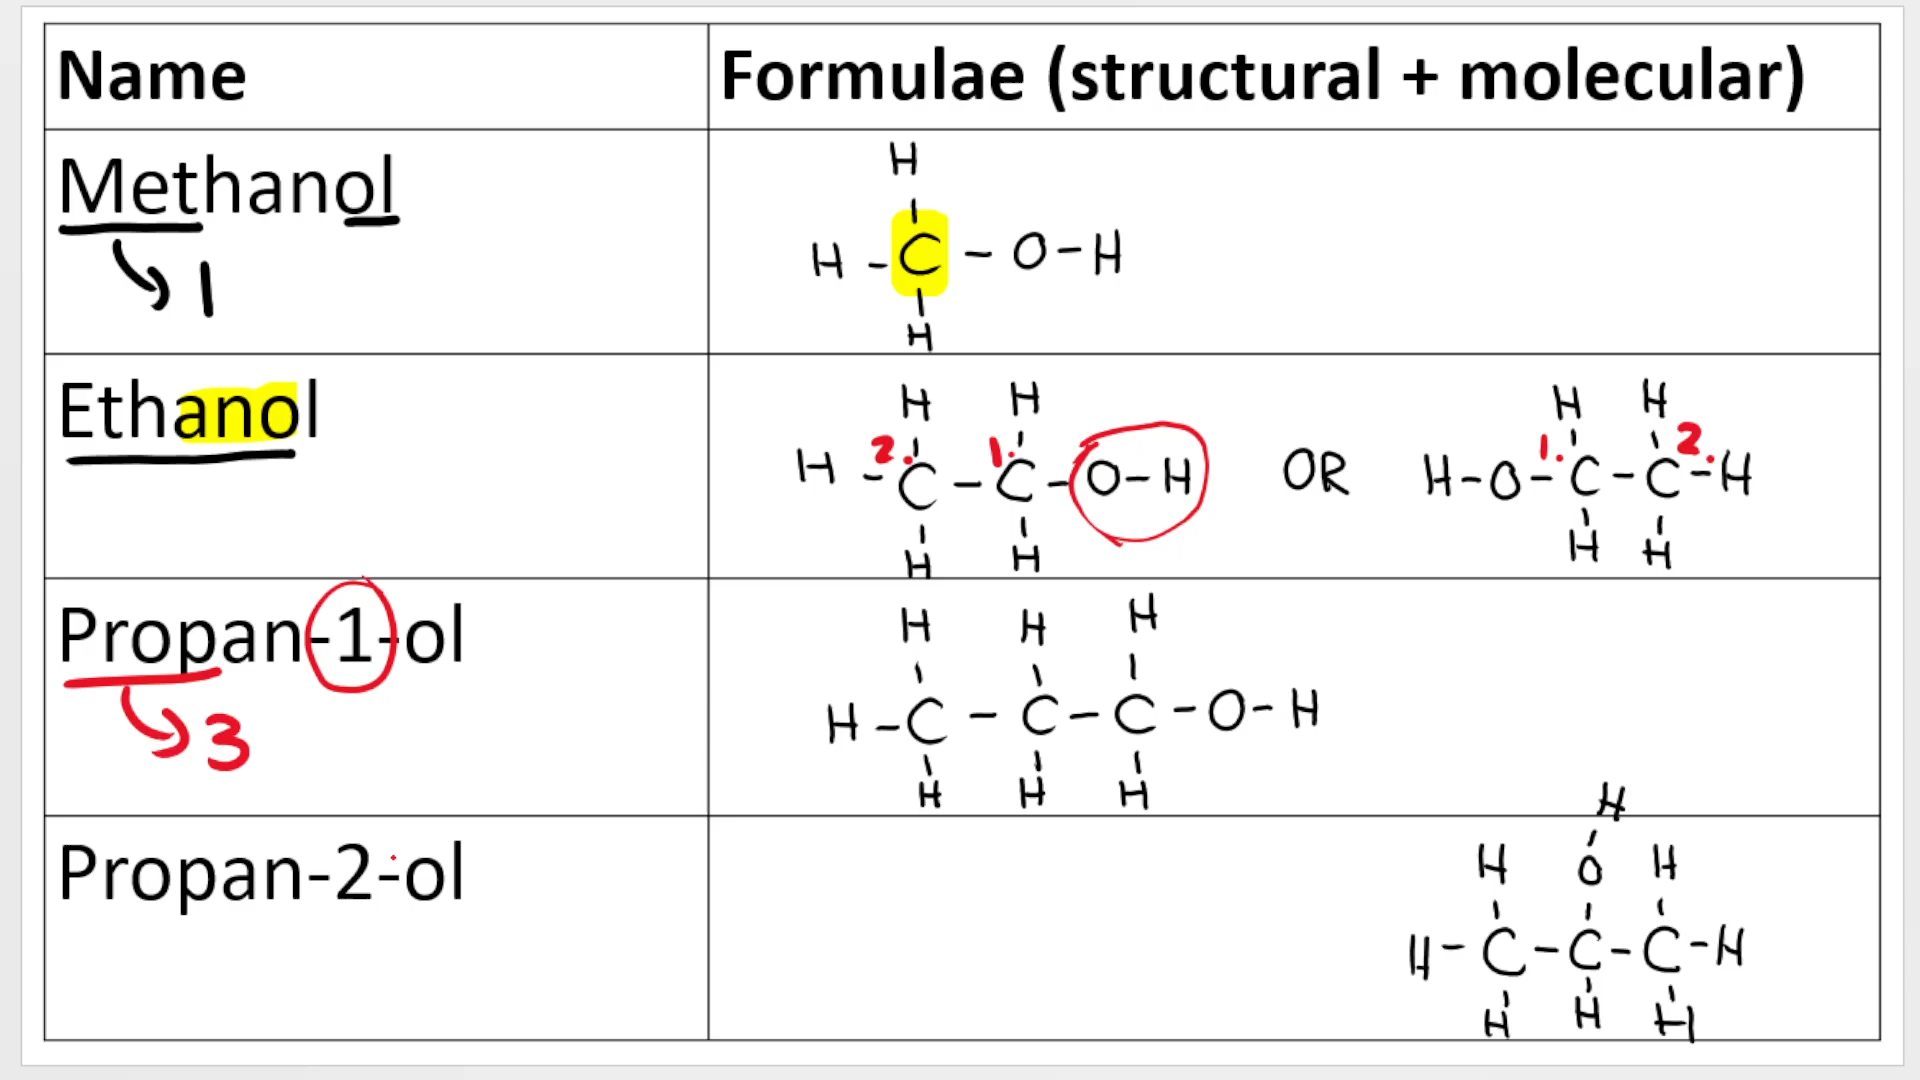 Name
Formulae (structural + molecular)
Methanol
1
H
H - C - O - H
H
Ethanol
H H
2. 1.
H - C - C - O - H
H H
OR
H H
1. 2.
H - O - C - C - H
H H
Propan-1-ol
3
H H H
H - C - C - C - O - H
H H H
Propan-2-ol
H
H O H
H - C - C - C - H
H H H